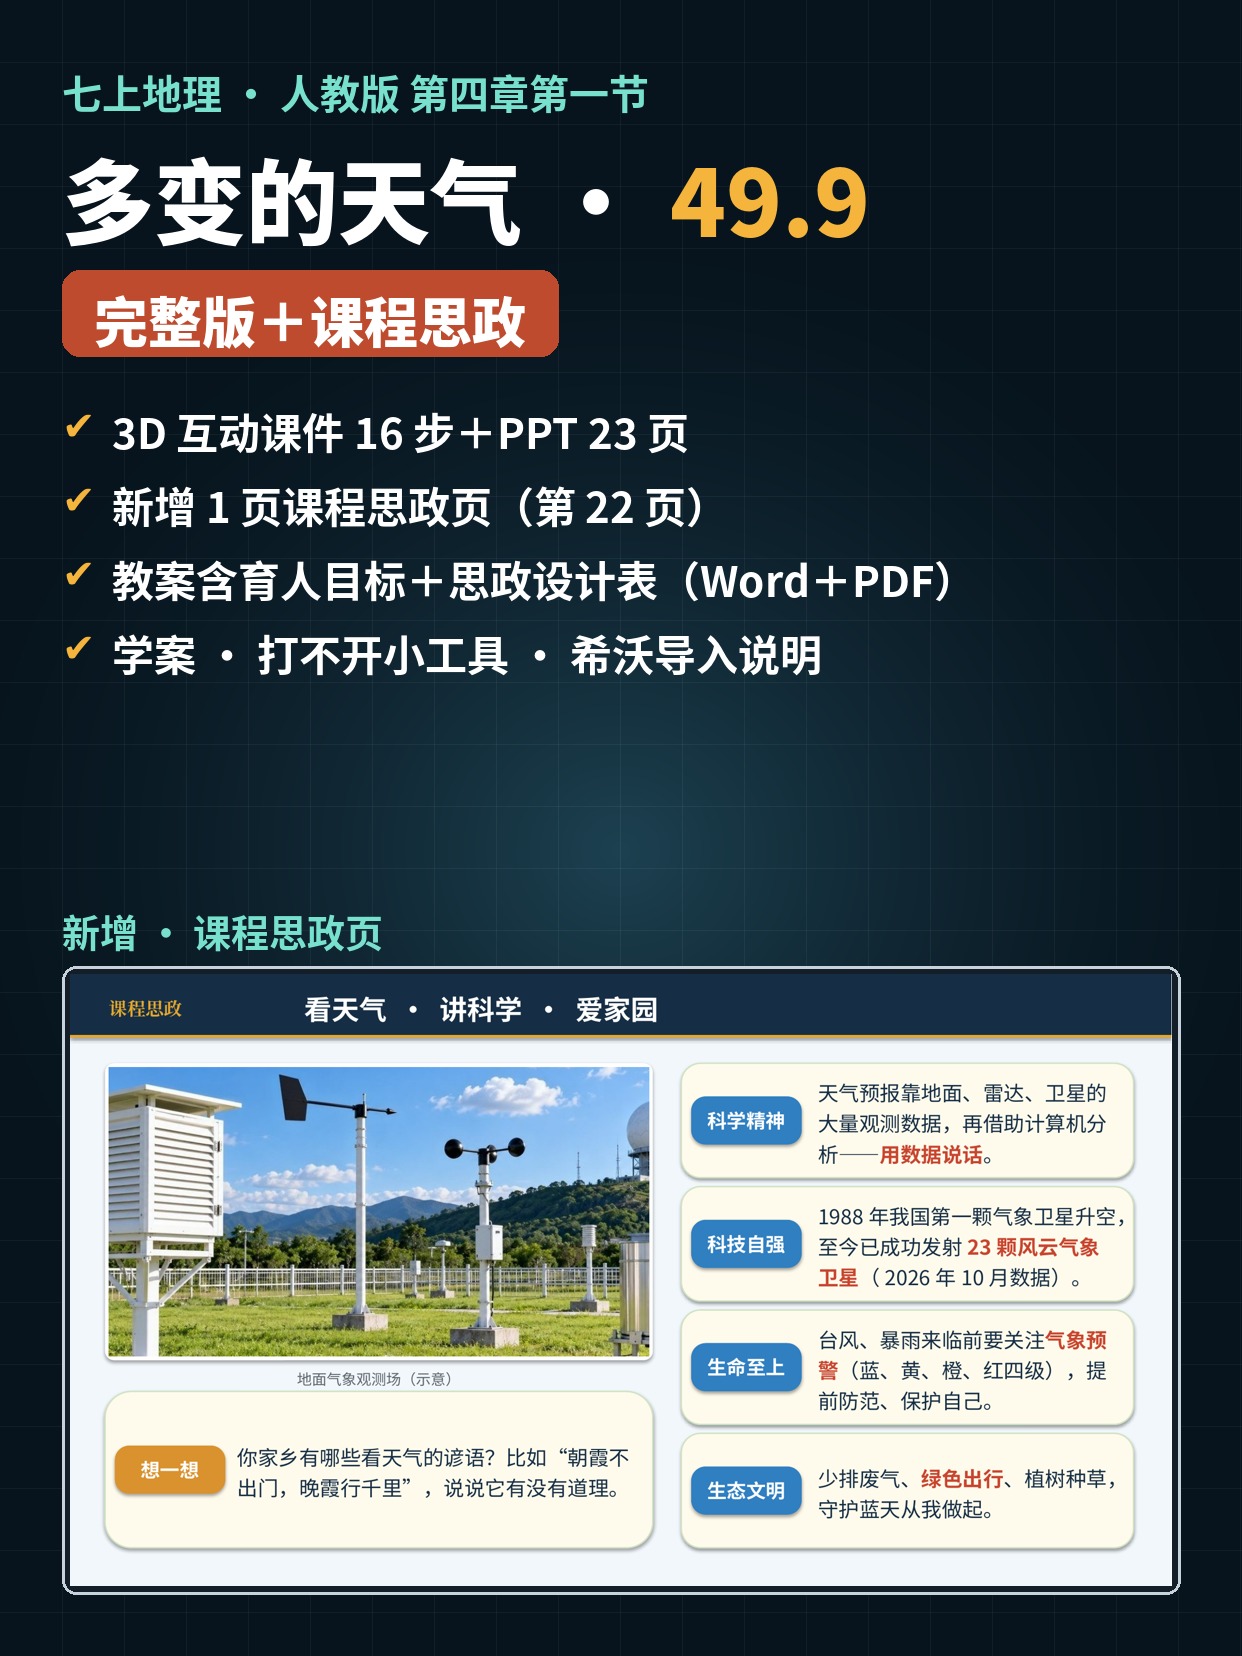 七上地理 · 人教版 第四章第一节
多变的天气 · 49.9
完整版＋课程思政
✔ 3D 互动课件 16 步＋PPT 23 页
✔ 新增 1 页课程思政页（第 22 页）
✔ 教案含育人目标＋思政设计表（Word＋PDF）
✔ 学案 · 打不开小工具 · 希沃导入说明
新增 · 课程思政页
课程思政
看天气 · 讲科学 · 爱家园
地面气象观测场（示意）
想一想
你家乡有哪些看天气的谚语？比如“朝霞不
出门，晚霞行千里”，说说它有没有道理。
科学精神
天气预报靠地面、雷达、卫星的
大量观测数据，再借助计算机分
析——用数据说话。
科技自强
1988 年我国第一颗气象卫星升空，
至今已成功发射 23 颗风云气象
卫星（ 2026 年 10 月数据）。
生命至上
台风、暴雨来临前要关注气象预
警（蓝、黄、橙、红四级），提
前防范、保护自己。
生态文明
少排废气、绿色出行、植树种草，
守护蓝天从我做起。